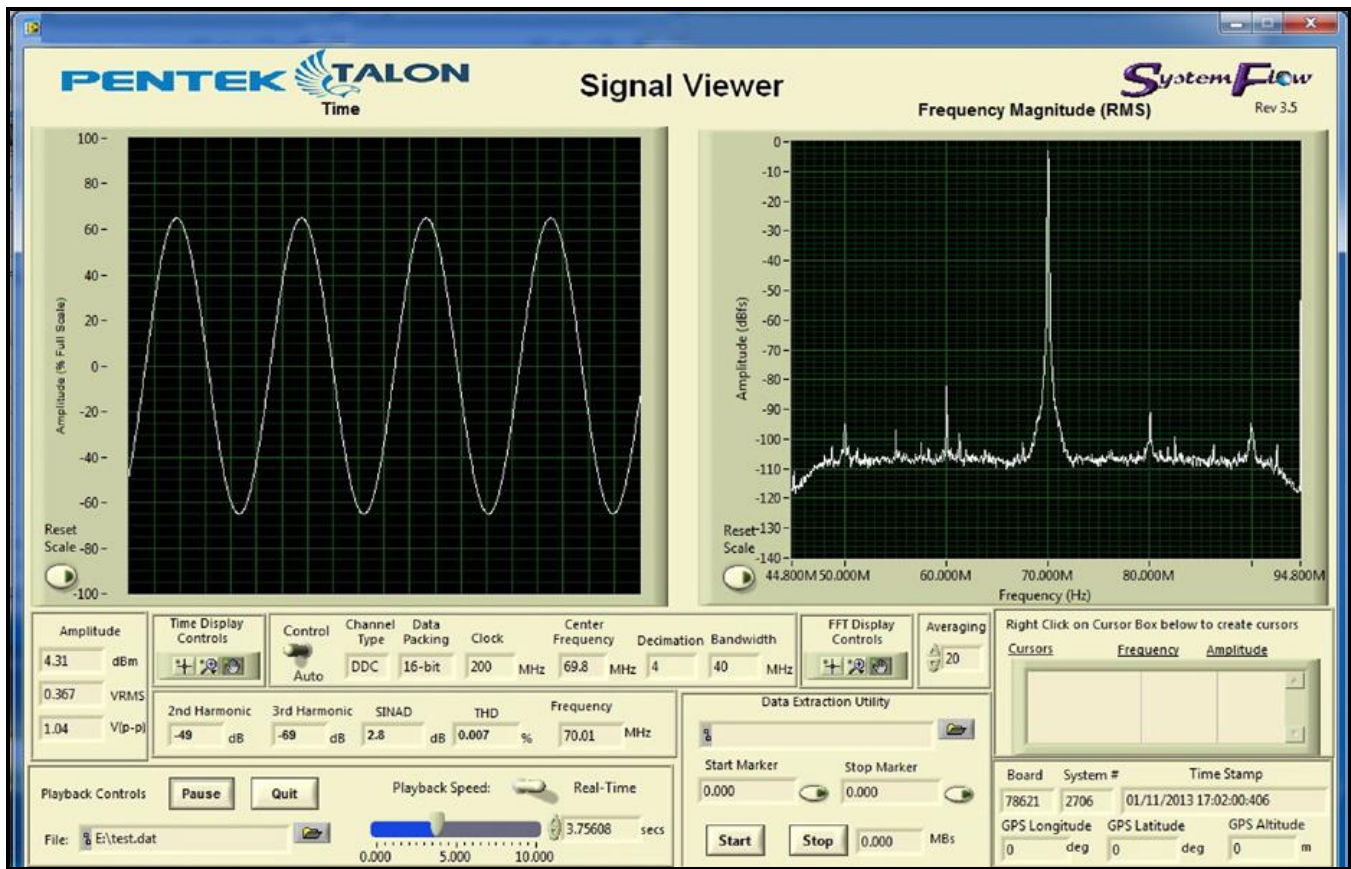 PENTEK TALON
Signal Viewer
SystemFlow
Rev 3.5
Time
Frequency Magnitude (RMS)
100
80
60
40
20
0
-20
-40
-60
-80
-100
Amplitude (% Full Scale)
Reset
Scale
0
-10
-20
-30
-40
-50
-60
-70
-80
-90
-100
-110
-120
-130
-140
Amplitude (dBfs)
Reset
Scale
44.800M 50.000M 60.000M 70.000M 80.000M 94.800M
Frequency (Hz)
Amplitude
4.31 dBm
0.367 VRMS
1.04 V(p-p)
Time Display
Controls
Control
Auto
Channel
Type
DDC
Data
Packing
16-bit
Clock
200 MHz
Center
Frequency
69.8 MHz
Decimation
4
Bandwidth
40 MHz
FFT Display
Controls
Averaging
20
Right Click on Cursor Box below to create cursors
Cursors Frequency Amplitude
2nd Harmonic
-49 dB
3rd Harmonic
-69 dB
SINAD
2.8 dB
THD
0.007 %
Frequency
70.01 MHz
Data Extraction Utility
Start Marker
0.000
Stop Marker
0.000
Start
Stop
0.000 MBs
Playback Controls
Pause
Quit
Playback Speed:
Real-Time
File: E:\test.dat
0.000 5.000 10.000
3.75608 secs
Board System # Time Stamp
78621 2706 01/11/2013 17:02:00:406
GPS Longitude GPS Latitude GPS Altitude
0 deg 0 deg 0 m